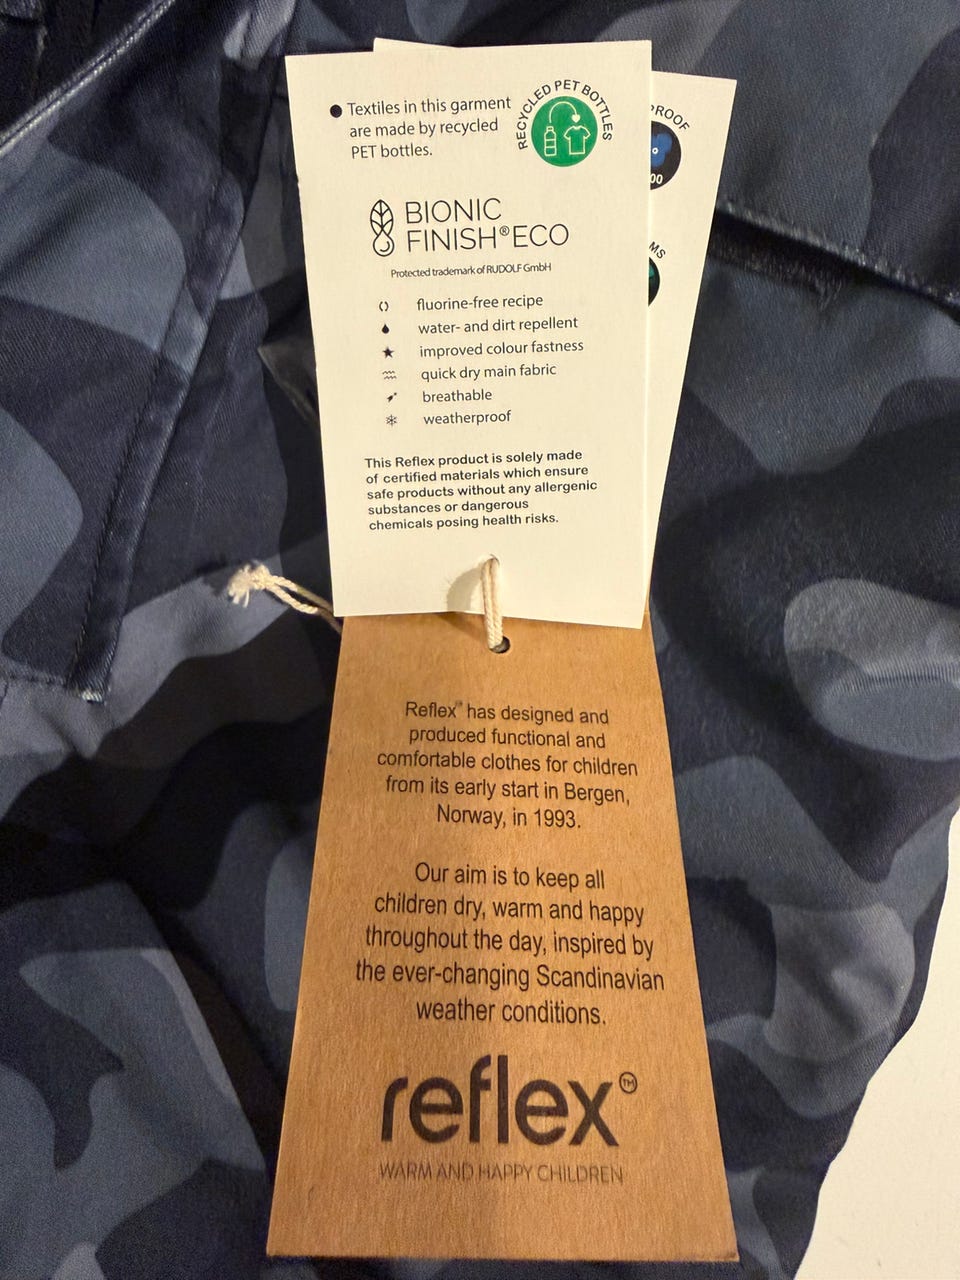 Textiles in this garment
are made by recycled
PET bottles.
RECYCLED PET BOTTLES
BIONIC
FINISH®ECO
Protected trademark of RUDOLF GmbH
fluorine-free recipe
water- and dirt repellent
improved colour fastness
quick dry main fabric
breathable
weatherproof
This Reflex product is solely made
of certified materials which ensure
safe products without any allergenic
substances or dangerous
chemicals posing health risks.
Reflex® has designed and
produced functional and
comfortable clothes for children
from its early start in Bergen,
Norway, in 1993.
Our aim is to keep all
children dry, warm and happy
throughout the day, inspired by
the ever-changing Scandinavian
weather conditions.
reflex™
WARM AND HAPPY CHILDREN